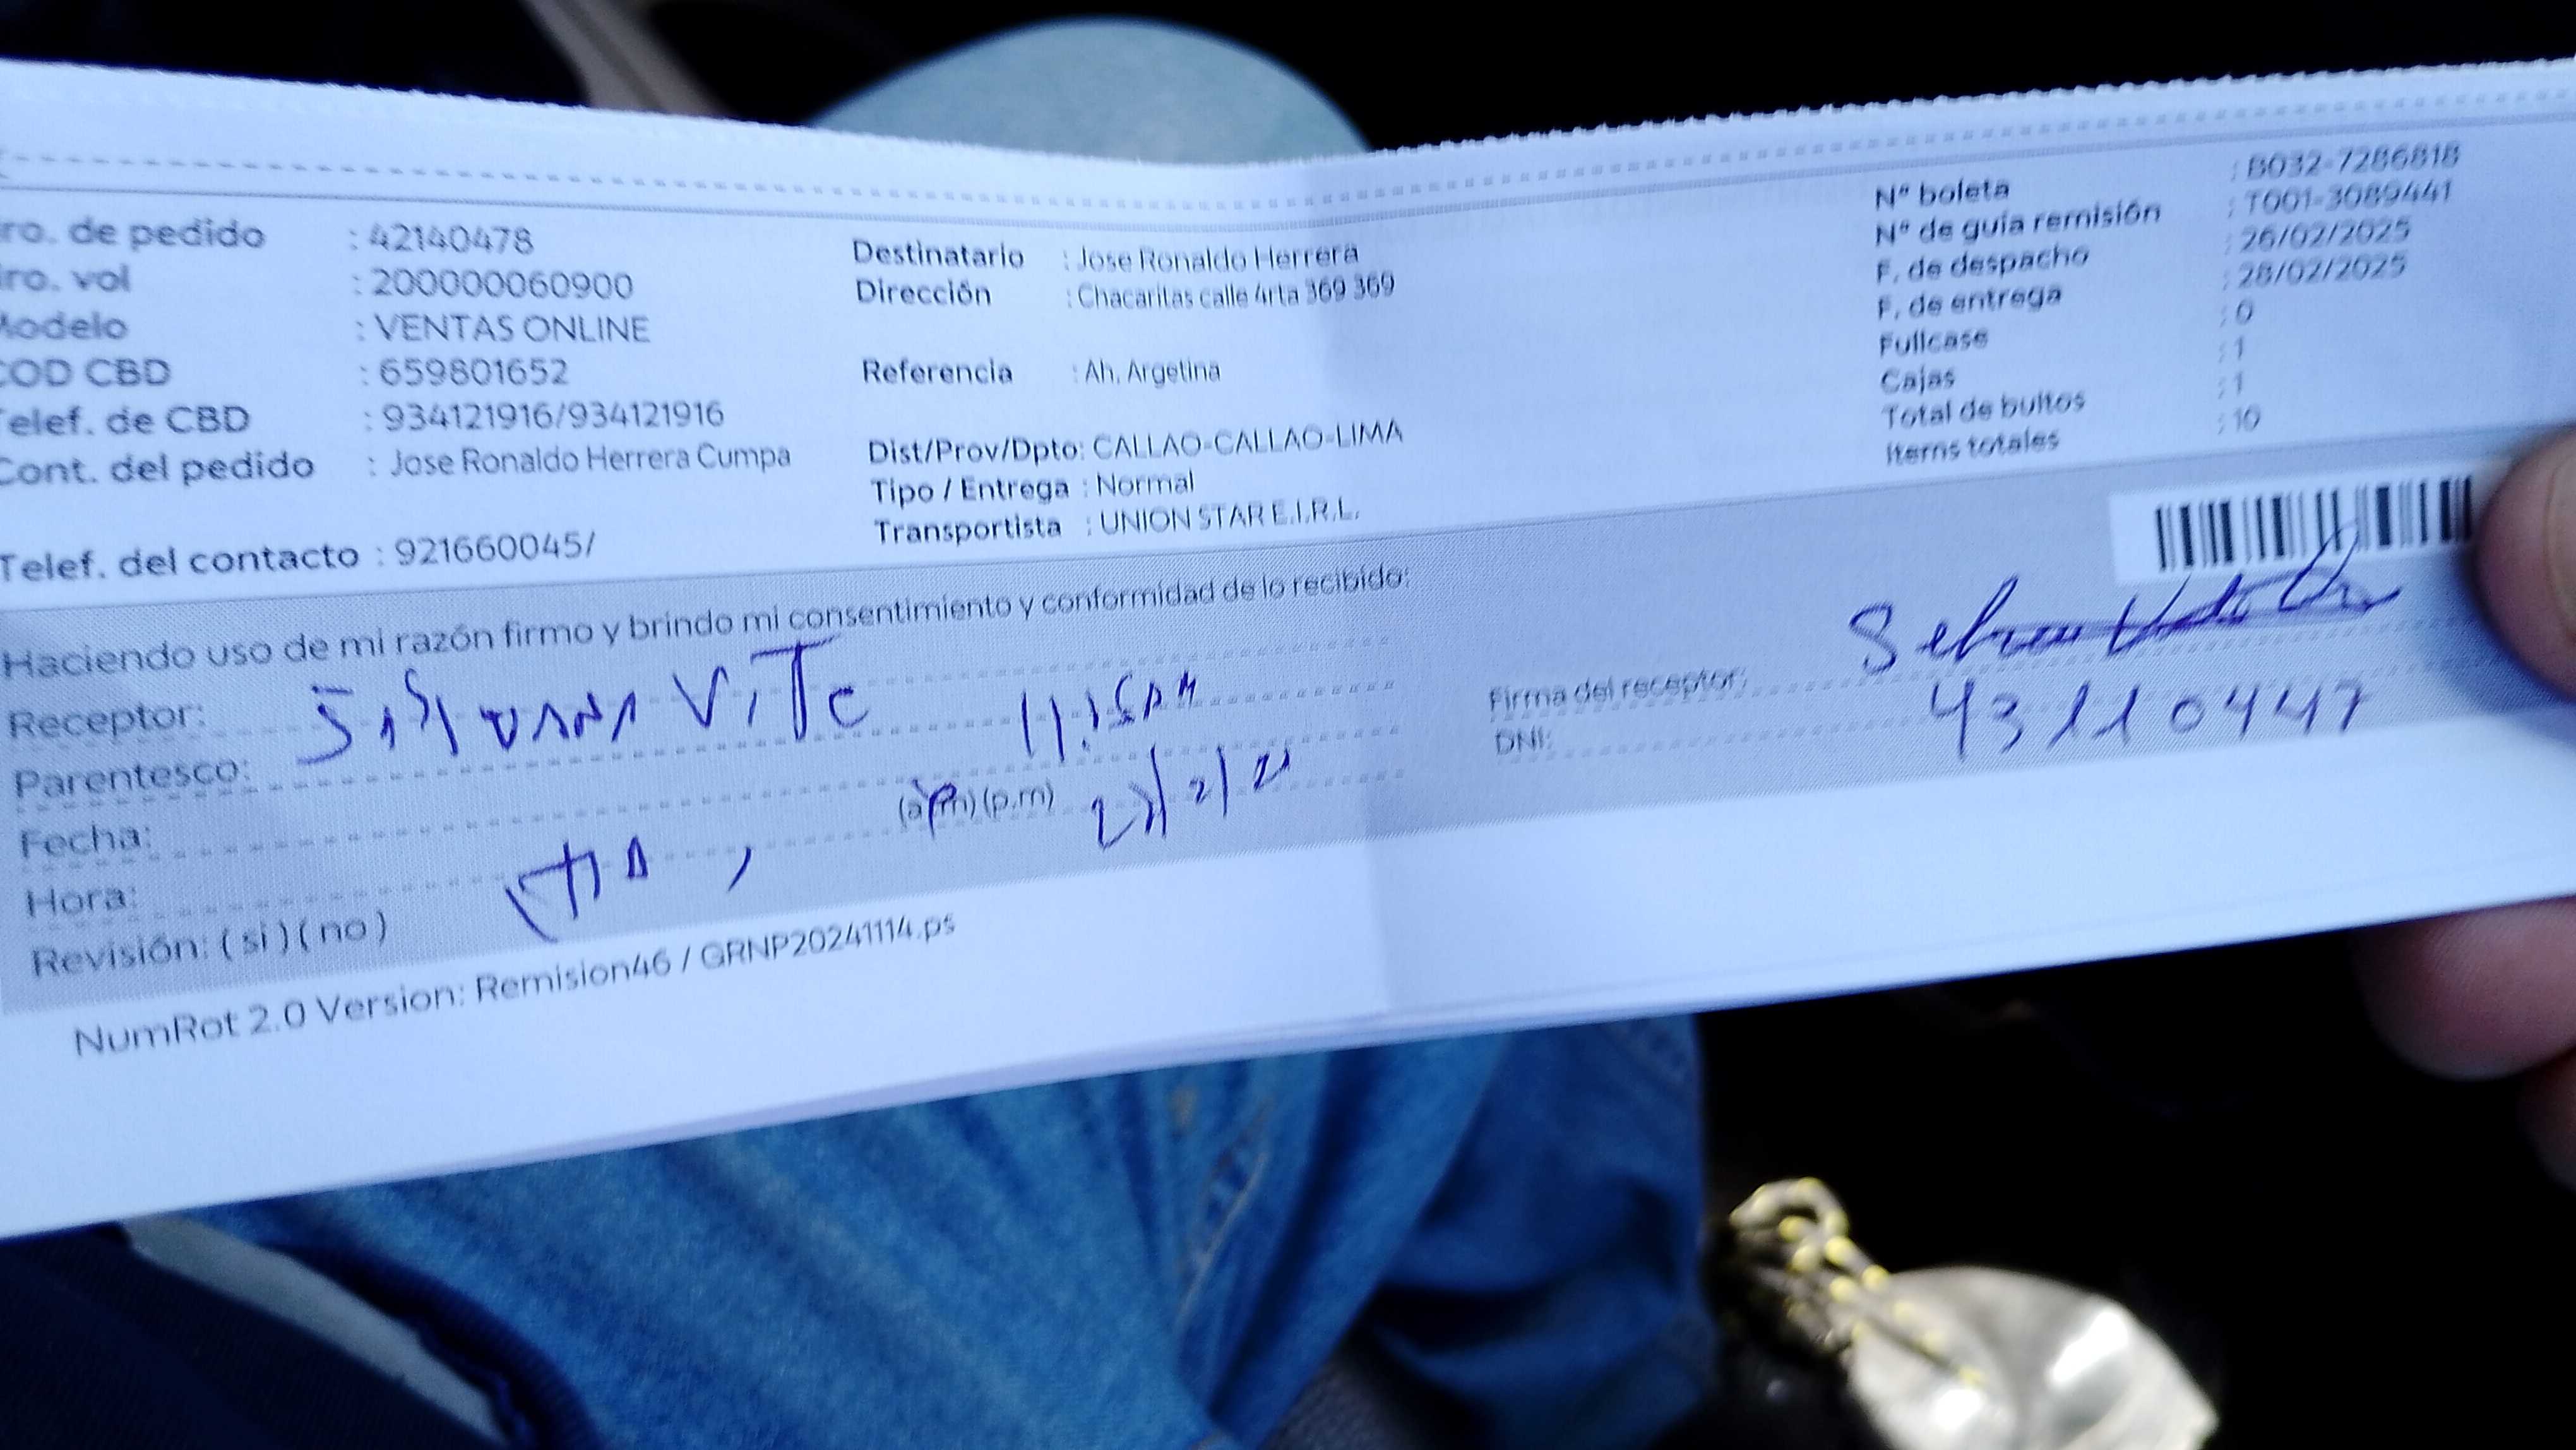 ro. de pedido : 42140478
ro. vol : 200000060900
Modelo : VENTAS ONLINE
COD CBD : 659801652
Telef. de CBD : 934121916/934121916
Cont. del pedido : Jose Ronaldo Herrera Cumpa
Telef. del contacto : 921660045/
Destinatario : Jose Ronaldo Herrera
Dirección : Chacaritas calle 4rta 369 369
Referencia : Ah. Argetina
Dist/Prov/Dpto: CALLAO-CALLAO-LIMA
Tipo / Entrega : Normal
Transportista : UNION STAR E.I.R.L.
N° boleta : B032-7286818
N° de guía remisión : T001-3089441
F. de despacho : 26/02/2025
F. de entrega : 28/02/2025
Fullcase : 0
Cajas : 1
Total de bultos : 1
Items totales : 10
Haciendo uso de mi razón firmo y brindo mi consentimiento y conformidad de lo recibido:
Receptor: ViTe
Parentesco:
Fecha:
Hora: (a.m) (p.m)
Revisión: ( si ) ( no )
Firma del receptor:
DNI: 43110447
NumRot 2.0 Version: Remision46 / GRNP20241114.ps